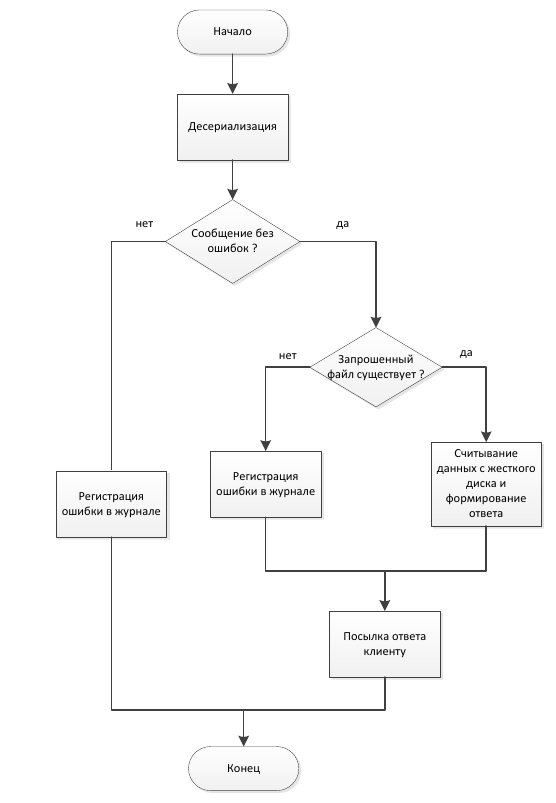 Начало
Десериализация
нет
да
Сообщение без
ошибок ?
нет
да
Запрошенный
файл существует ?
Считывание
данных с жесткого
диска и
формирование
ответа
Регистрация
ошибки в журнале
Регистрация
ошибки в журнале
Посылка ответа
клиенту
Конец